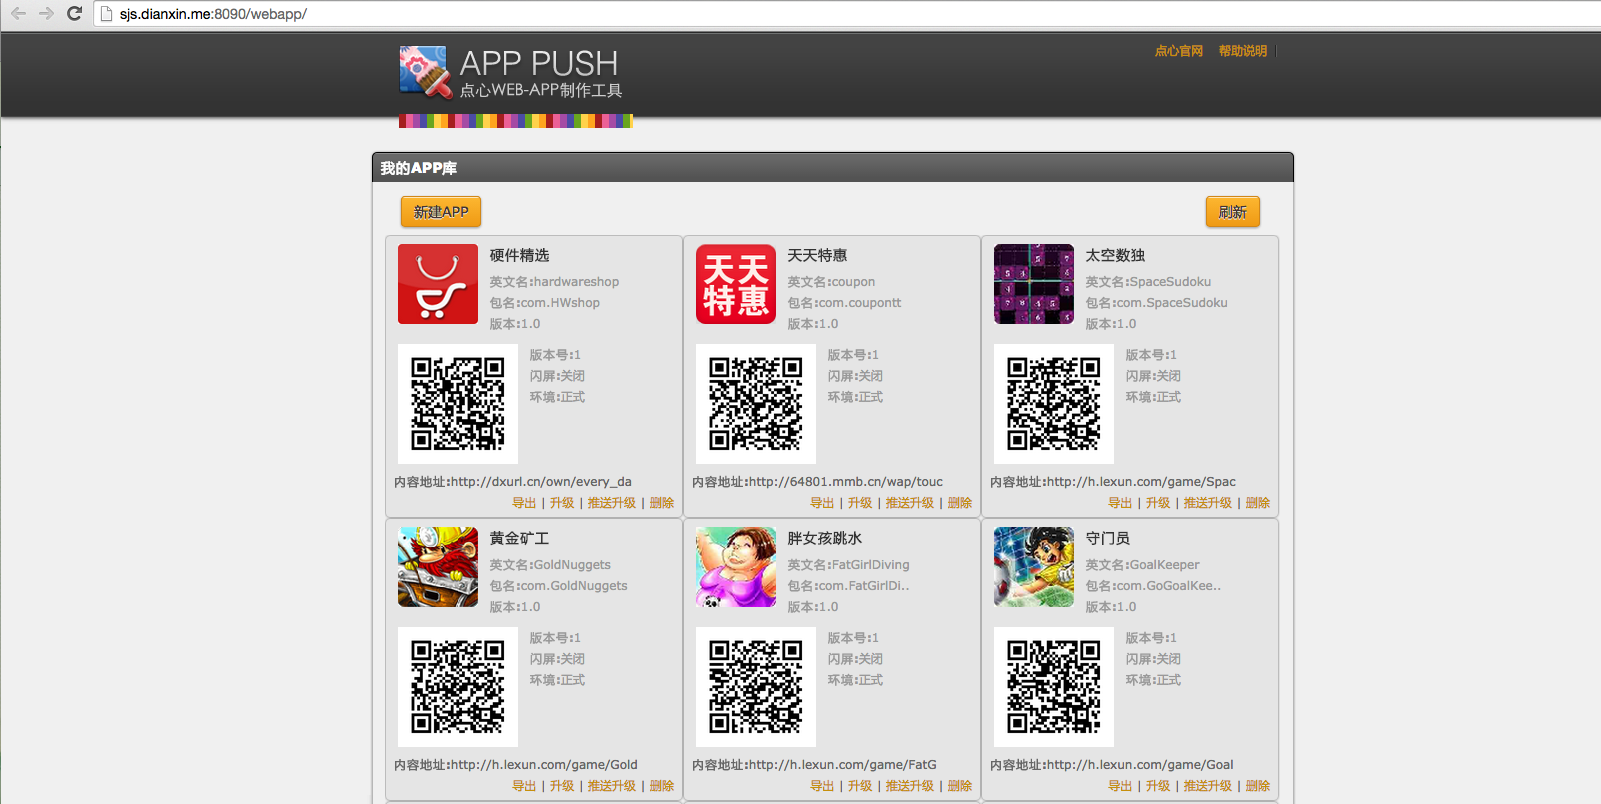 sjs.dianxin.me:8090/webapp/
APP PUSH
点心WEB-APP制作工具
点心官网 帮助说明
我的APP库
新建APP 刷新
硬件精选
英文名:hardwareshop
包名:com.HWshop
版本:1.0
版本号:1
闪屏:关闭
环境:正式
内容地址:http://dxurl.cn/own/every_da
导出 | 升级 | 推送升级 | 删除
天天特惠
天天特惠
英文名:coupon
包名:com.coupontt
版本:1.0
版本号:1
闪屏:关闭
环境:正式
内容地址:http://64801.mmb.cn/wap/touc
导出 | 升级 | 推送升级 | 删除
太空数独
英文名:SpaceSudoku
包名:com.SpaceSudoku
版本:1.0
版本号:1
闪屏:关闭
环境:正式
内容地址:http://h.lexun.com/game/Spac
导出 | 升级 | 推送升级 | 删除
黄金矿工
英文名:GoldNuggets
包名:com.GoldNuggets
版本:1.0
版本号:1
闪屏:关闭
环境:正式
内容地址:http://h.lexun.com/game/Gold
导出 | 升级 | 推送升级 | 删除
胖女孩跳水
英文名:FatGirlDiving
包名:com.FatGirlDi..
版本:1.0
版本号:1
闪屏:关闭
环境:正式
内容地址:http://h.lexun.com/game/FatG
导出 | 升级 | 推送升级 | 删除
守门员
英文名:GoalKeeper
包名:com.GoGoalKee..
版本:1.0
版本号:1
闪屏:关闭
环境:正式
内容地址:http://h.lexun.com/game/Goal
导出 | 升级 | 推送升级 | 删除